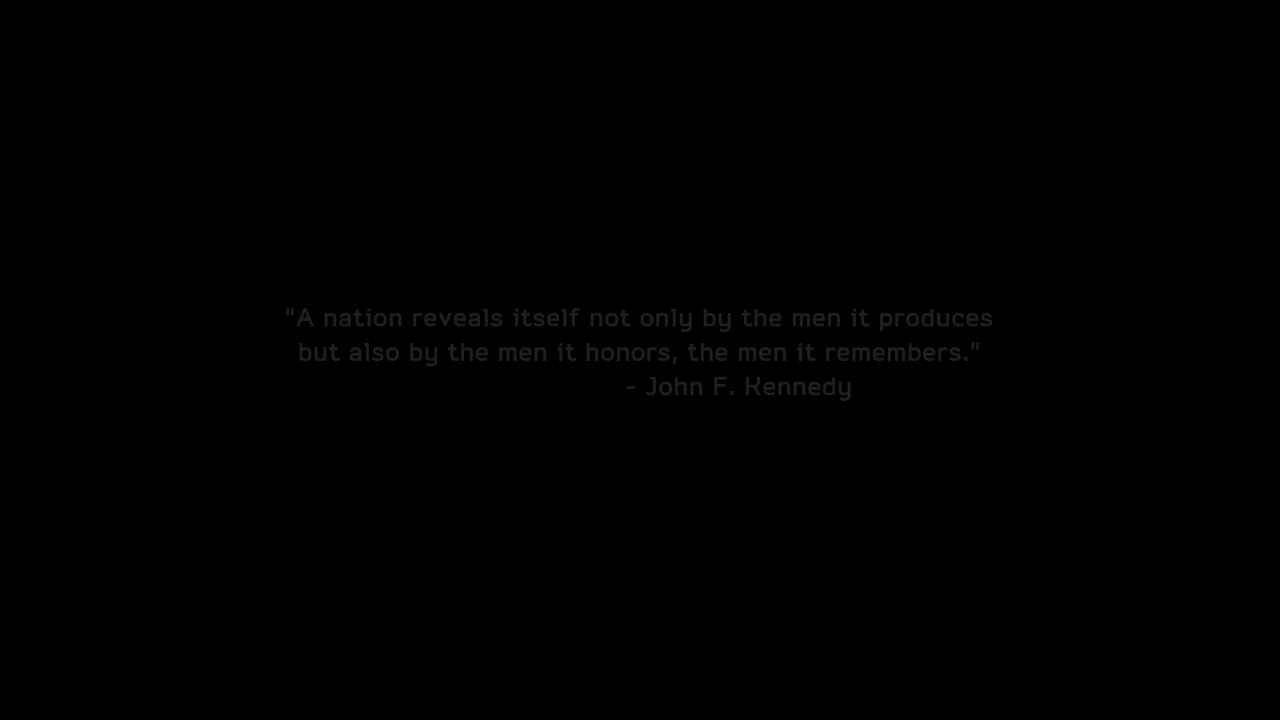 "A nation reveals itself not only by the men it produces
but also by the men it honors, the men it remembers."
- John F. Kennedy